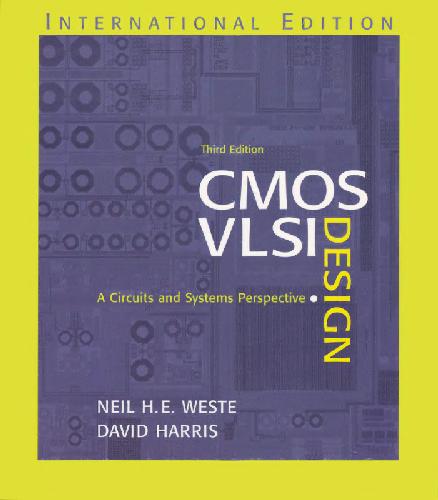 INTERNATIONAL EDITION
Third Edition
CMOS
VLSI
DESIGN
A Circuits and Systems Perspective
NEIL H.E. WESTE
DAVID HARRIS